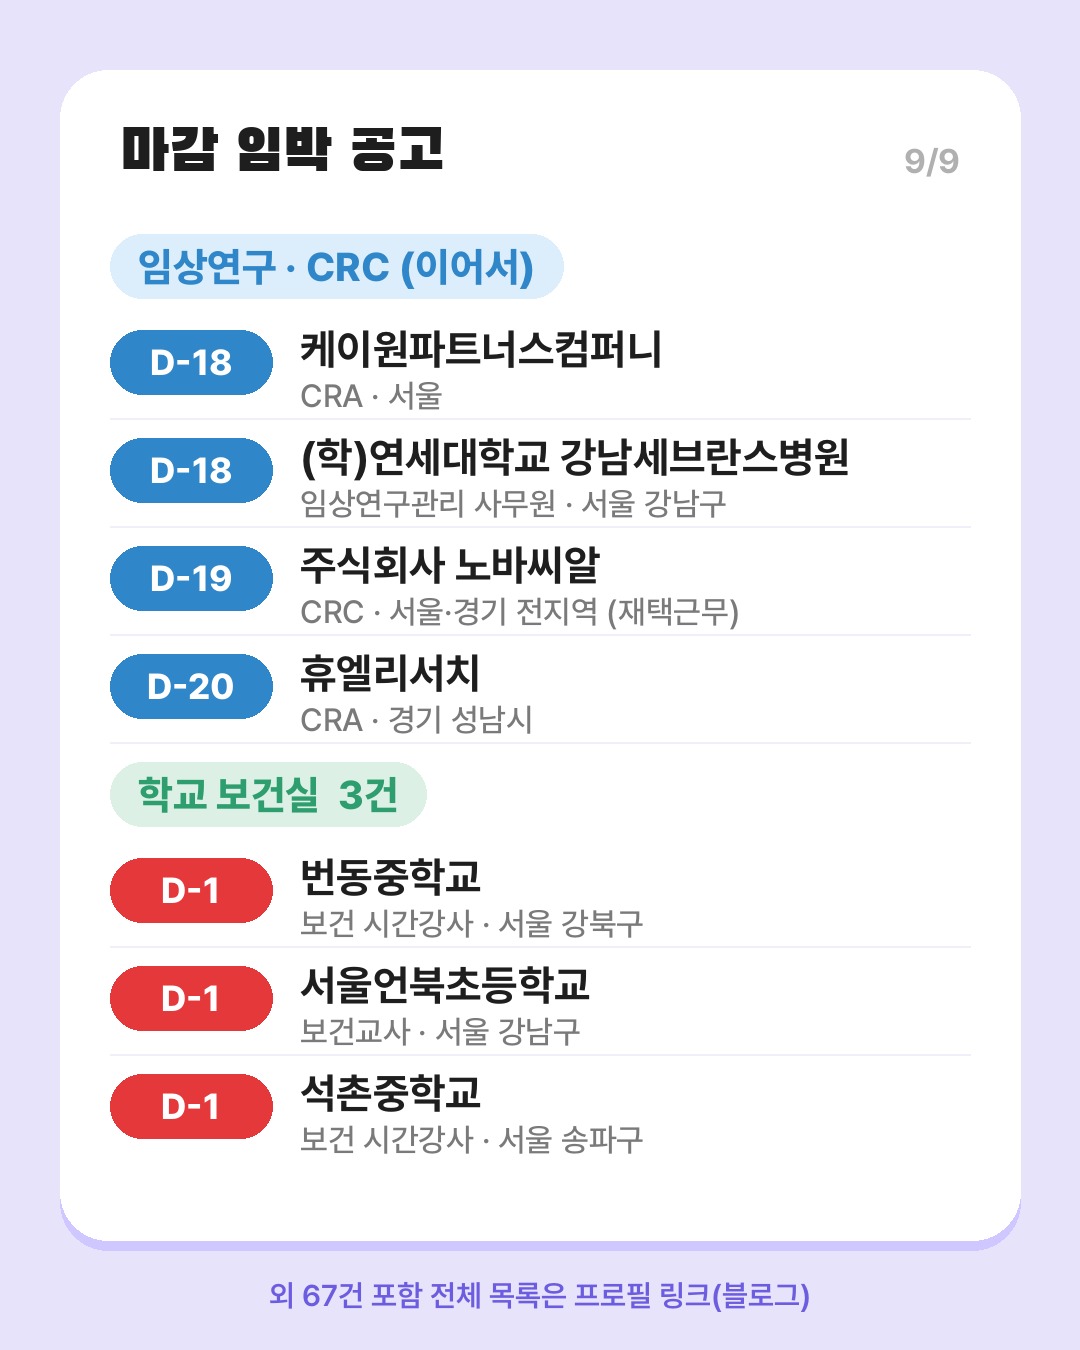 마감 임박 공고
9/9
임상연구 · CRC (이어서)
D-18
케이원파트너스컴퍼니
CRA · 서울
D-18
(학)연세대학교 강남세브란스병원
임상연구관리 사무원 · 서울 강남구
D-19
주식회사 노바씨알
CRC · 서울·경기 전지역 (재택근무)
D-20
휴엘리서치
CRA · 경기 성남시
학교 보건실 3건
D-1
번동중학교
보건 시간강사 · 서울 강북구
D-1
서울언북초등학교
보건교사 · 서울 강남구
D-1
석촌중학교
보건 시간강사 · 서울 송파구
외 67건 포함 전체 목록은 프로필 링크(블로그)